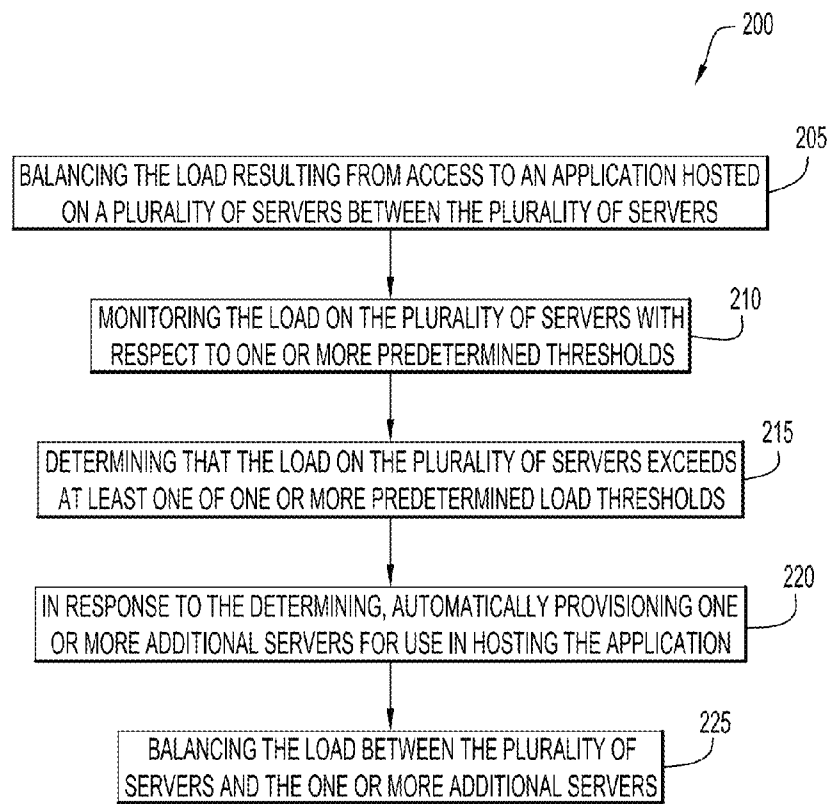 200
205
BALANCING THE LOAD RESULTING FROM ACCESS TO AN APPLICATION HOSTED
ON A PLURALITY OF SERVERS BETWEEN THE PLURALITY OF SERVERS
210
MONITORING THE LOAD ON THE PLURALITY OF SERVERS WITH
RESPECT TO ONE OR MORE PREDETERMINED THRESHOLDS
215
DETERMINING THAT THE LOAD ON THE PLURALITY OF SERVERS EXCEEDS
AT LEAST ONE OF ONE OR MORE PREDETERMINED LOAD THRESHOLDS
220
IN RESPONSE TO THE DETERMINING, AUTOMATICALLY PROVISIONING ONE
OR MORE ADDITIONAL SERVERS FOR USE IN HOSTING THE APPLICATION
225
BALANCING THE LOAD BETWEEN THE PLURALITY OF
SERVERS AND THE ONE OR MORE ADDITIONAL SERVERS